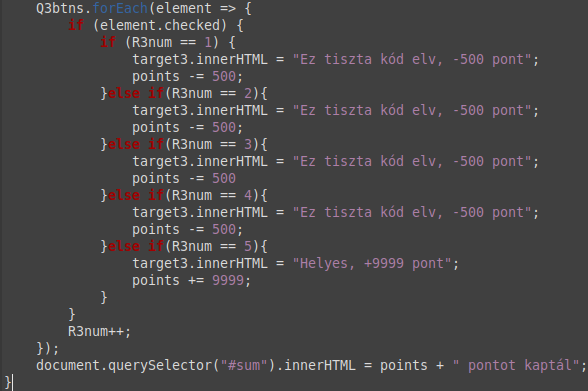 Q3btns.forEach(element => {
if (element.checked) {
if (R3num == 1) {
target3.innerHTML = "Ez tiszta kód elv, -500 pont";
points -= 500;
}else if(R3num == 2){
target3.innerHTML = "Ez tiszta kód elv, -500 pont";
points -= 500;
}else if(R3num == 3){
target3.innerHTML = "Ez tiszta kód elv, -500 pont";
points -= 500
}else if(R3num == 4){
target3.innerHTML = "Ez tiszta kód elv, -500 pont";
points -= 500;
}else if(R3num == 5){
target3.innerHTML = "Helyes, +9999 pont";
points += 9999;
}
}
R3num++;
});
document.querySelector("#sum").innerHTML = points + " pontot kaptál";
}